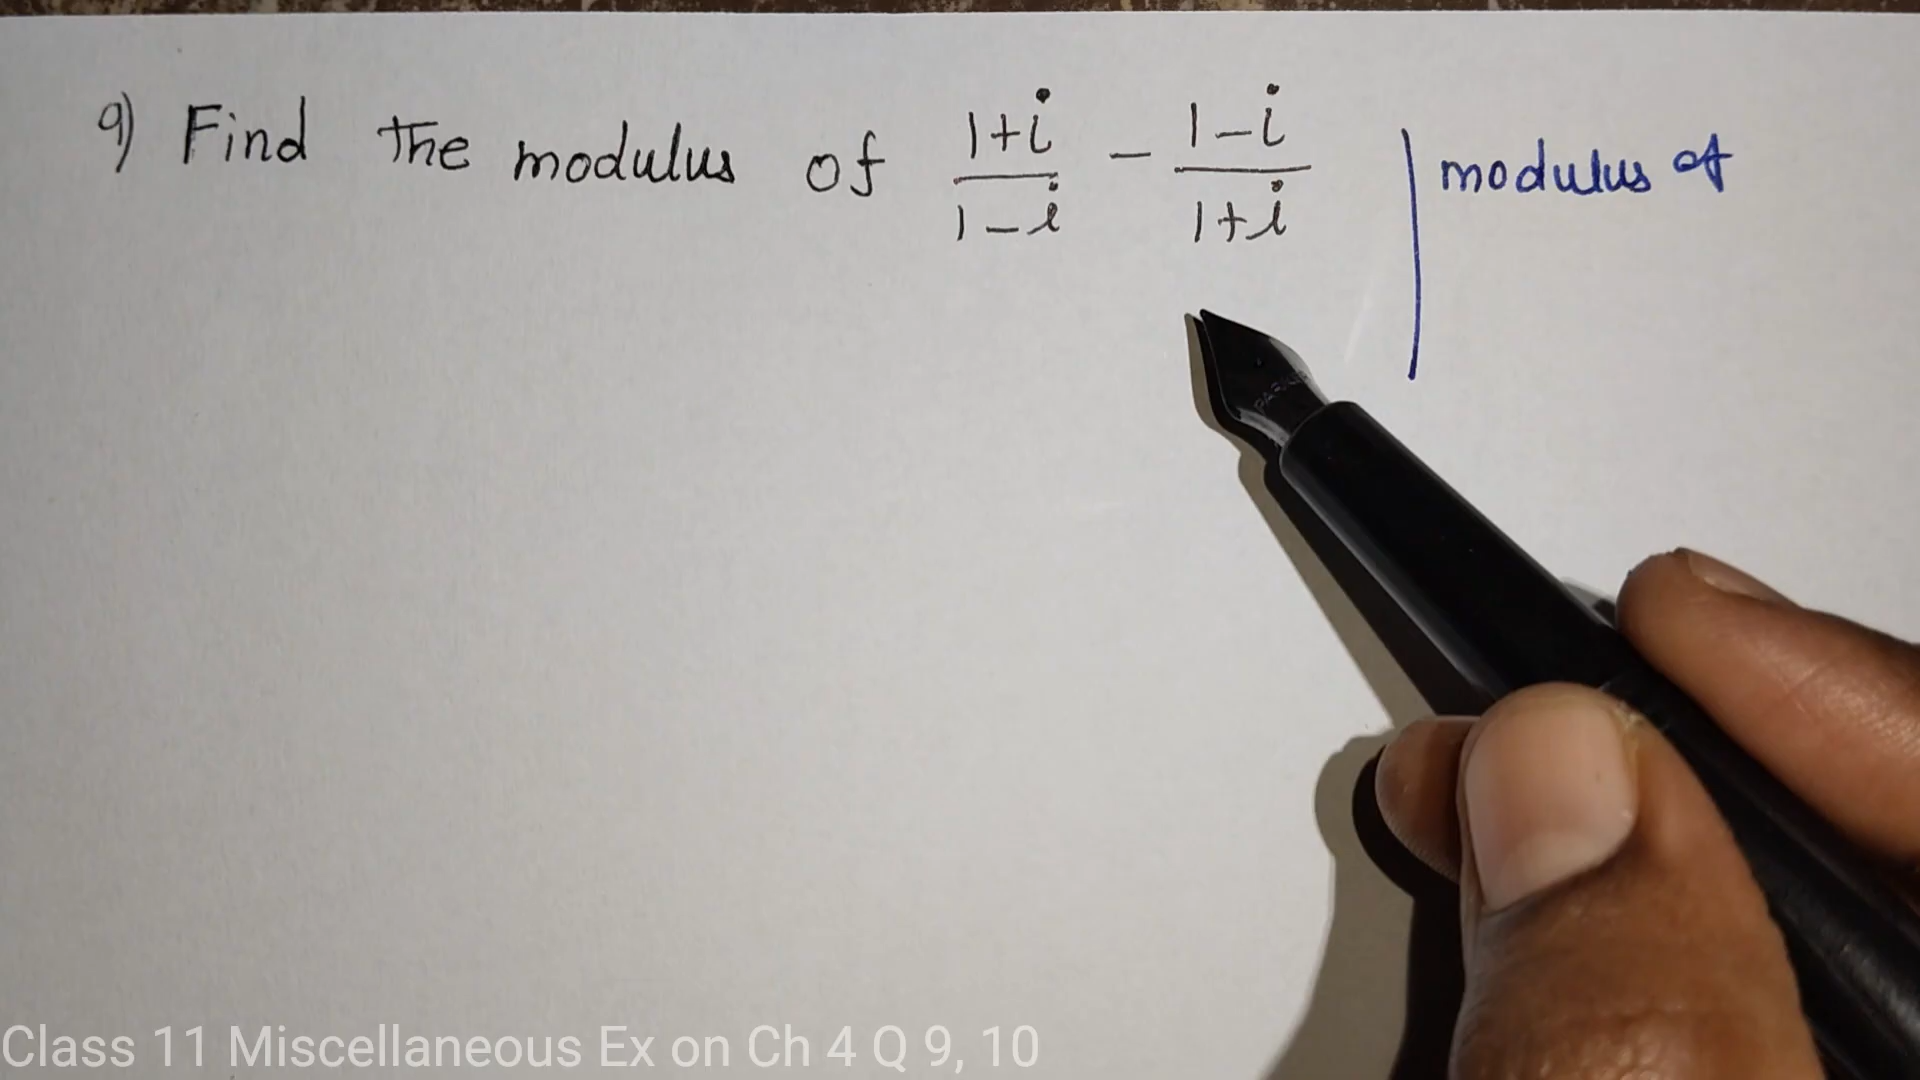 9) Find the modulus of (1+i)/(1-i) - (1-i)/(1+i)
modulus of
PARKER
Class 11 Miscellaneous Ex on Ch 4 Q 9, 10